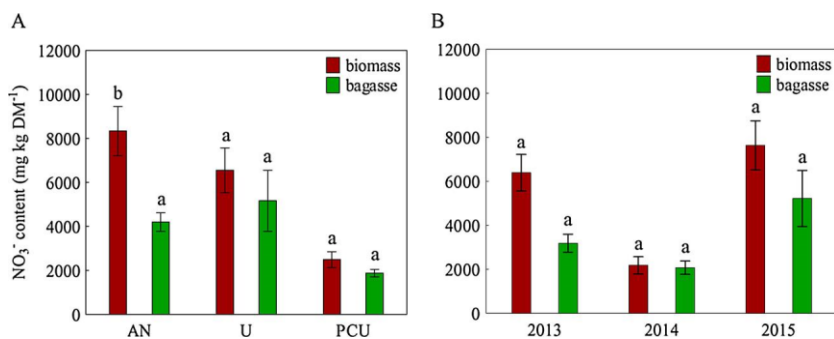 A
NO₃⁻ content (mg kg DM⁻¹)
12000
10000
8000
6000
4000
2000
0
biomass
bagasse
b
a
a
a
a
a
AN U PCU
B
12000
10000
8000
6000
4000
2000
0
biomass
bagasse
a
a
a
a
a
a
2013 2014 2015